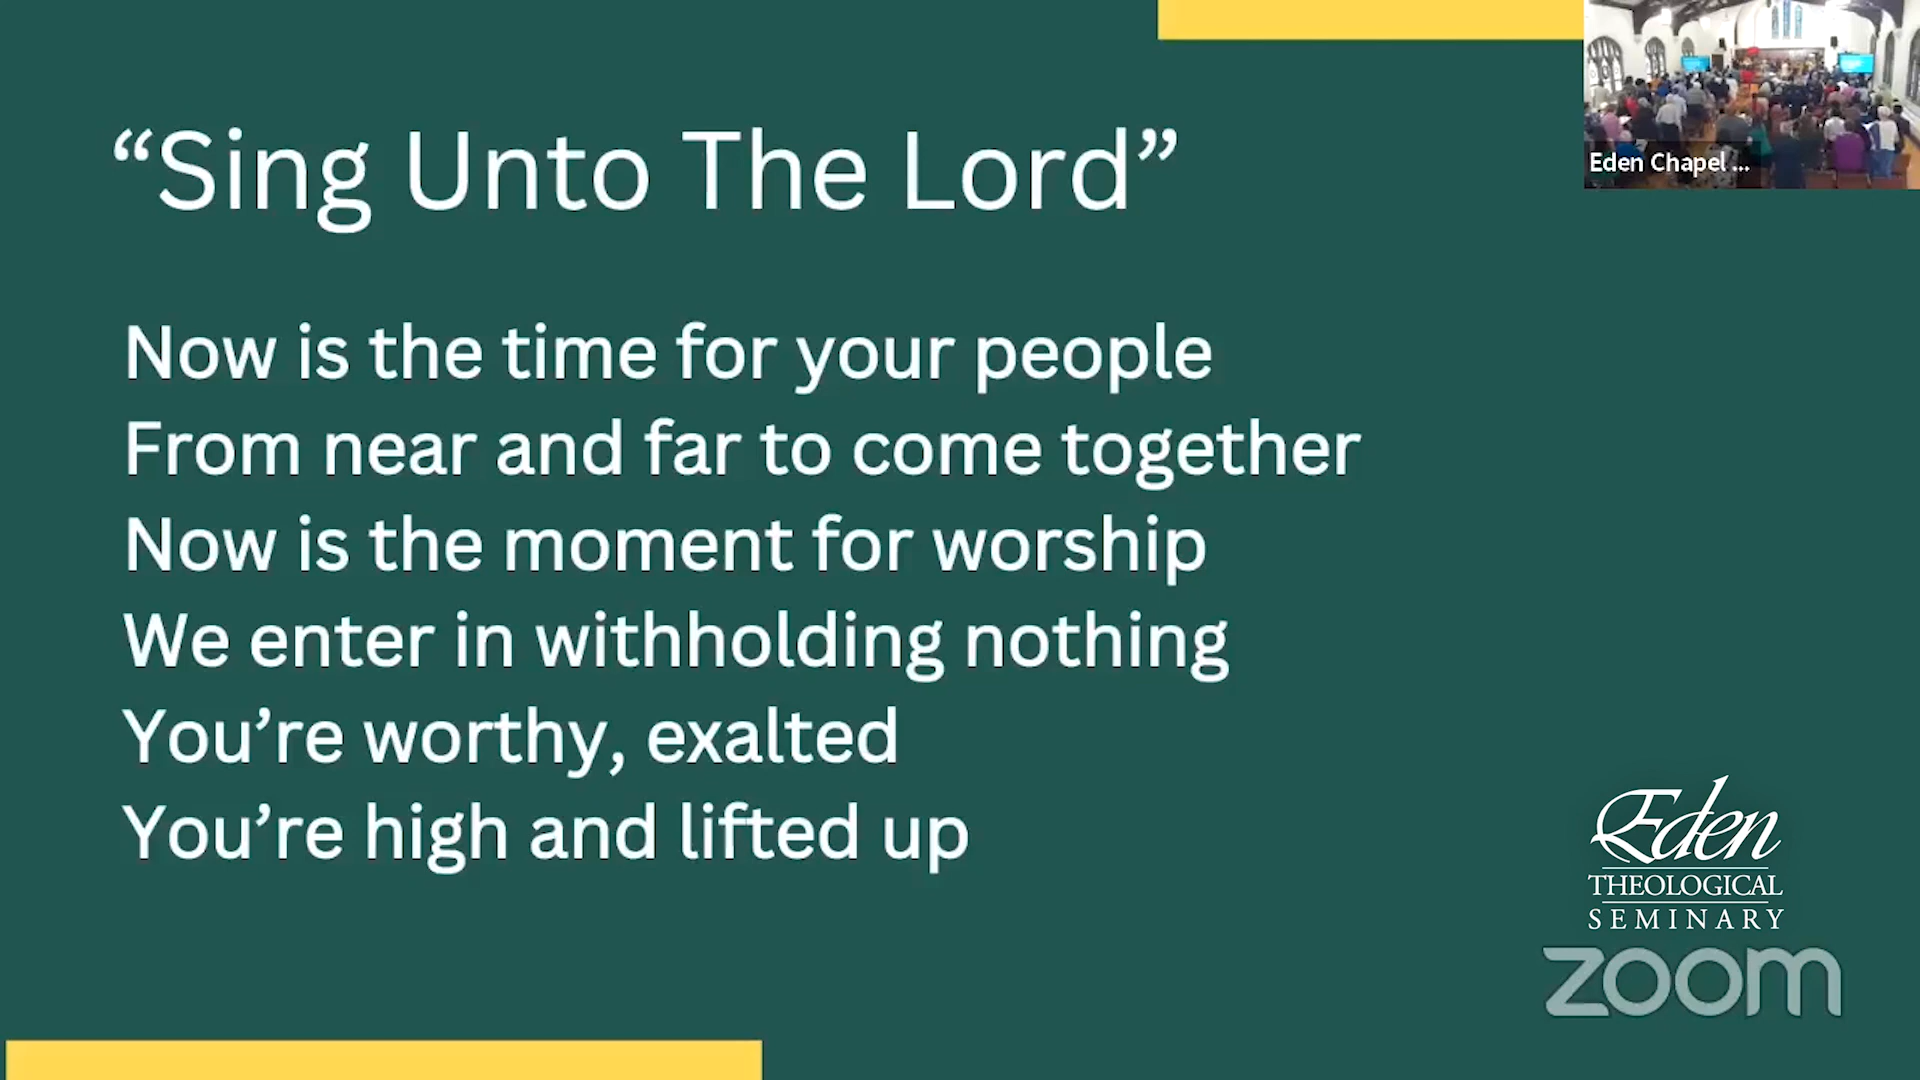 “Sing Unto The Lord”
Eden Chapel ...
Now is the time for your people
From near and far to come together
Now is the moment for worship
We enter in withholding nothing
You’re worthy, exalted
You’re high and lifted up
Eden
THEOLOGICAL
SEMINARY
zoom